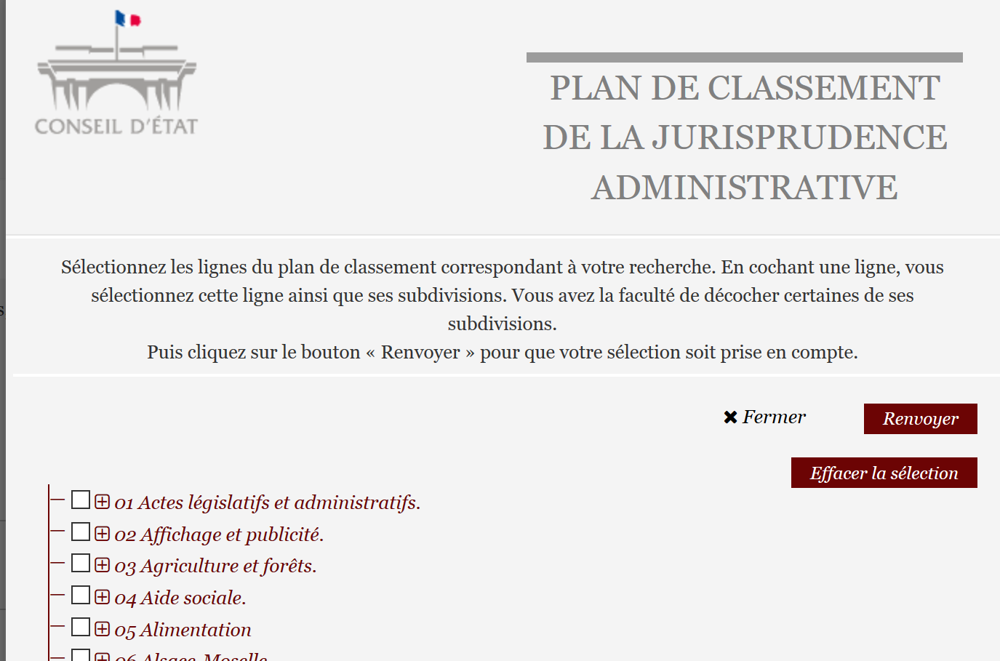 CONSEIL D'ÉTAT
PLAN DE CLASSEMENT
DE LA JURISPRUDENCE
ADMINISTRATIVE
Sélectionnez les lignes du plan de classement correspondant à votre recherche. En cochant une ligne, vous
sélectionnez cette ligne ainsi que ses subdivisions. Vous avez la faculté de décocher certaines de ses
subdivisions.
Puis cliquez sur le bouton « Renvoyer » pour que votre sélection soit prise en compte.
Fermer
Renvoyer
Effacer la sélection
01 Actes législatifs et administratifs.
02 Affichage et publicité.
03 Agriculture et forêts.
04 Aide sociale.
05 Alimentation
06 Alsace-Moselle